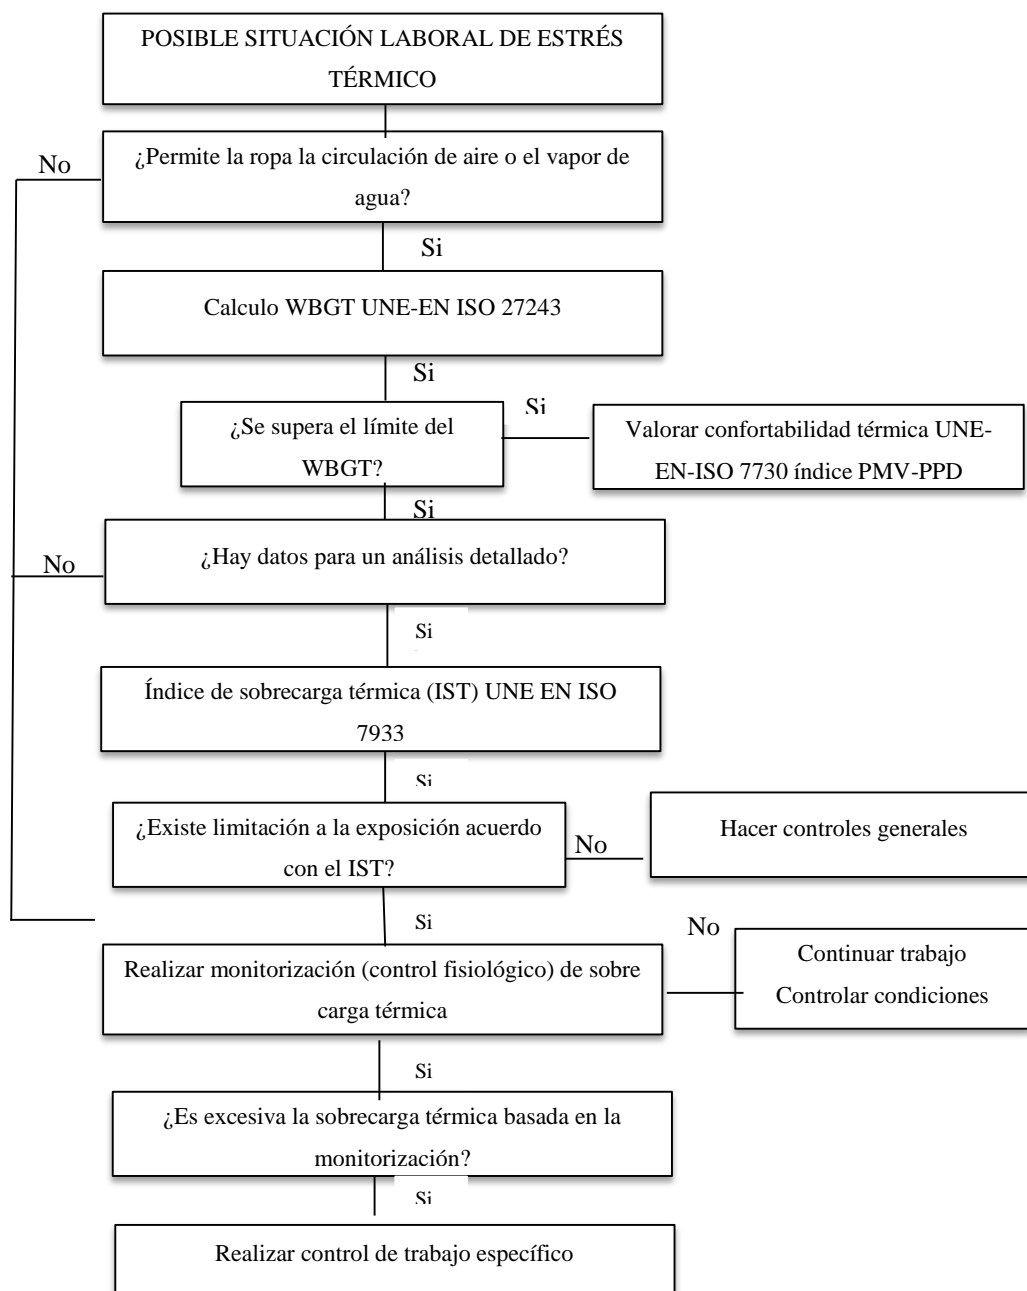 POSIBLE SITUACIÓN LABORAL DE ESTRÉS
TÉRMICO
¿Permite la ropa la circulación de aire o el vapor de
agua?
No
Si
Calculo WBGT UNE-EN ISO 27243
Si
¿Se supera el límite del
WBGT?
Si
Valorar confortabilidad térmica UNE-
EN-ISO 7730 índice PMV-PPD
Si
¿Hay datos para un análisis detallado?
No
Si
Índice de sobrecarga térmica (IST) UNE EN ISO
7933
Si
¿Existe limitación a la exposición acuerdo
con el IST?
No
Hacer controles generales
Si
Realizar monitorización (control fisiológico) de sobre
carga térmica
No
Continuar trabajo
Controlar condiciones
Si
¿Es excesiva la sobrecarga térmica basada en la
monitorización?
Si
Realizar control de trabajo específico